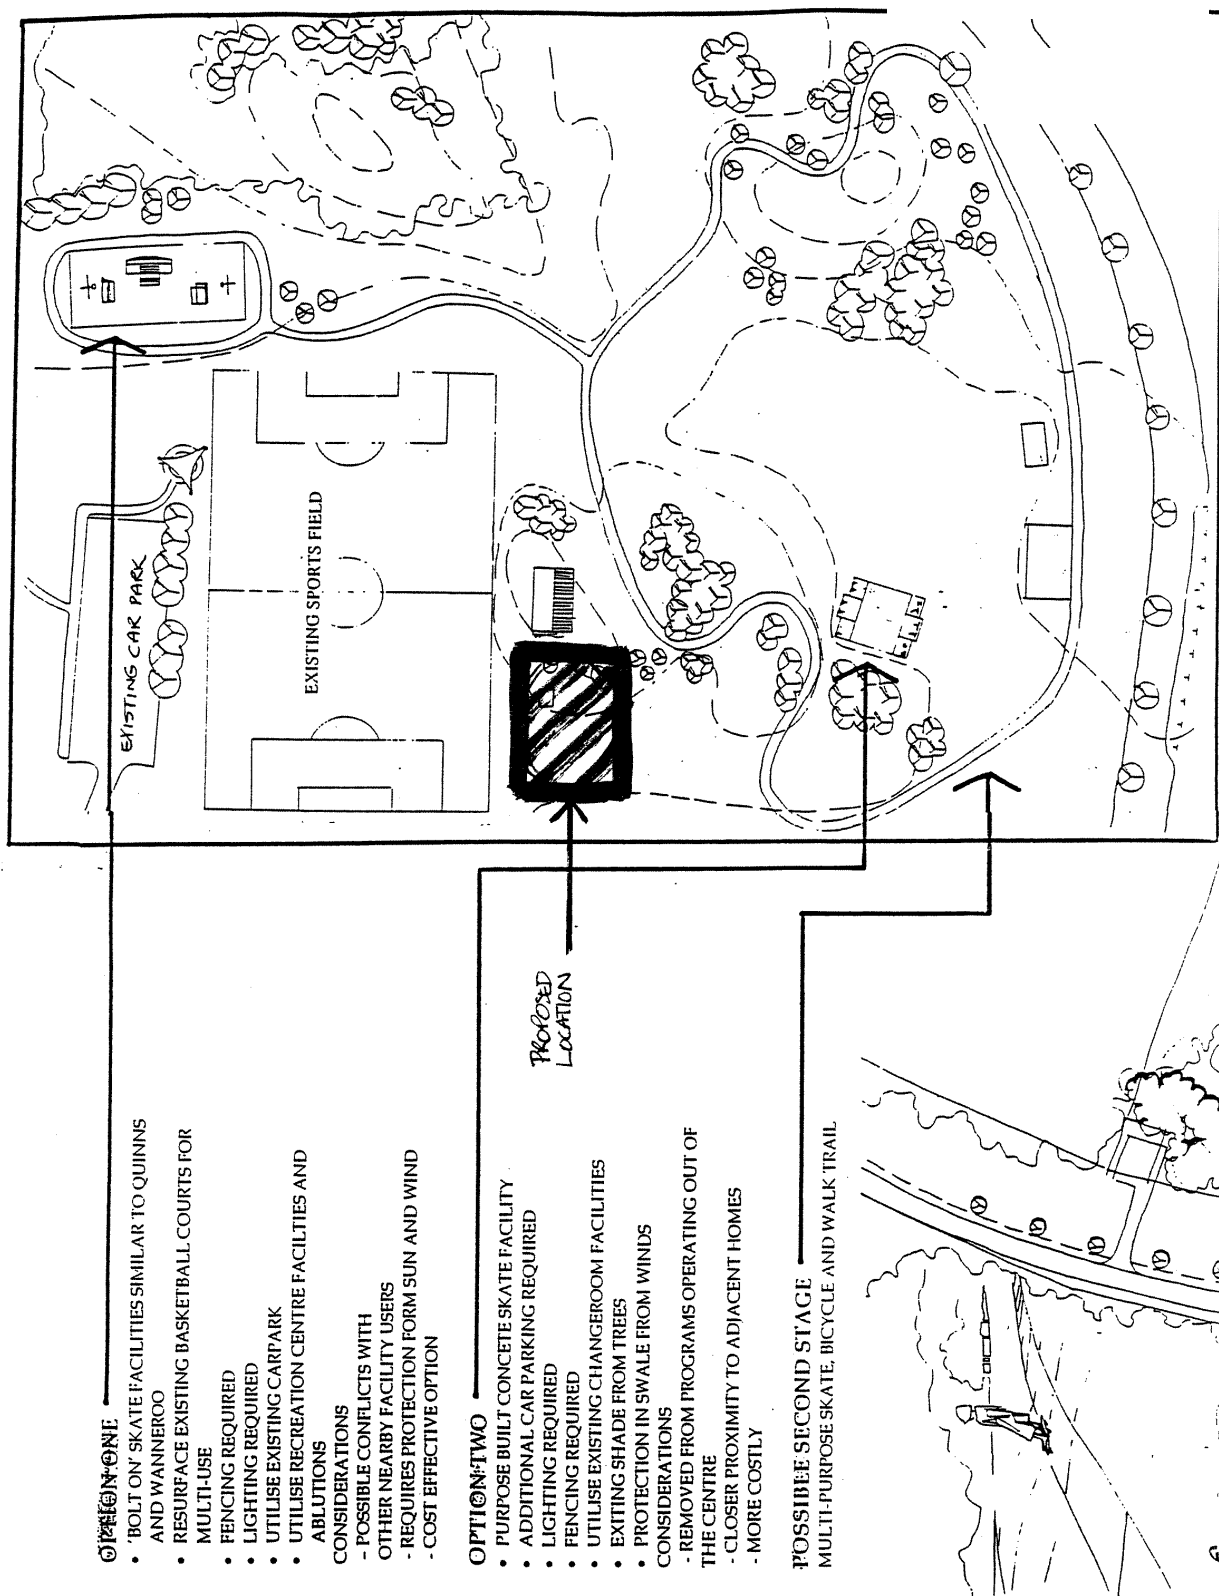 OPTION ONE
• 'BOLT ON' SKATE FACILITIES SIMILAR TO QUINNS
AND WANNEROO
• RESURFACE EXISTING BASKETBALL COURTS FOR
MULTI-USE
• FENCING REQUIRED
• LIGHTING REQUIRED
• UTILISE EXISTING CARPARK
• UTILISE RECREATION CENTRE FACILITIES AND
ABLUTIONS
CONSIDERATIONS
- POSSIBLE CONFLICTS WITH
OTHER NEARBY FACILITY USERS
- REQUIRES PROTECTION FORM SUN AND WIND
- COST EFFECTIVE OPTION
OPTION TWO
• PURPOSE BUILT CONCETE SKATE FACILITY
• ADDITIONAL CAR PARKING REQUIRED
• LIGHTING REQUIRED
• FENCING REQUIRED
• UTILISE EXISTING CHANGEROOM FACILITIES
• EXITING SHADE FROM TREES
• PROTECTION IN SWALE FROM WINDS
CONSIDERATIONS
- REMOVED FROM PROGRAMS OPERATING OUT OF
THE CENTRE
- CLOSER PROXIMITY TO ADJACENT HOMES
- MORE COSTLY
POSSIBLE SECOND STAGE
MULTI-PURPOSE SKATE, BICYCLE AND WALK TRAIL
PROPOSED
LOCATION
EXISTING CAR PARK
EXISTING SPORTS FIELD